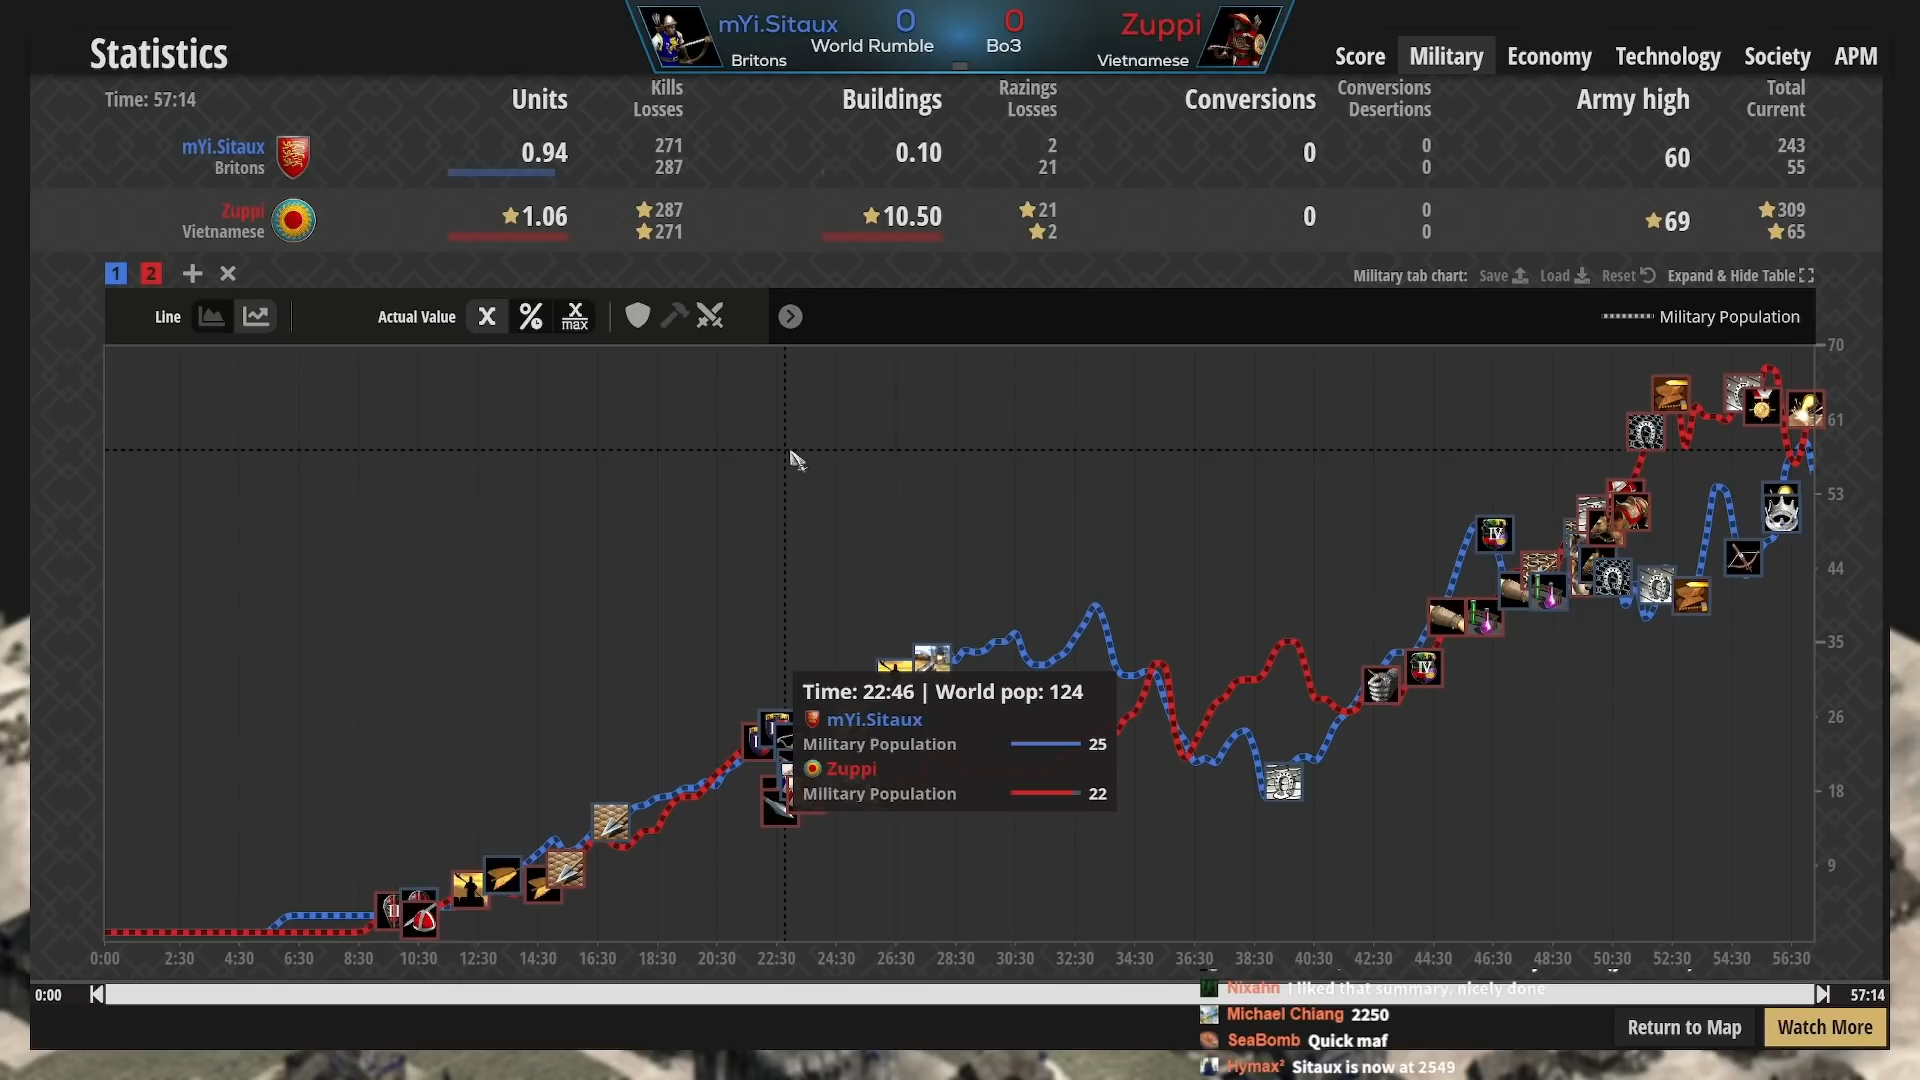 Statistics
mYi.Sitaux 0 0 Zuppi
World Rumble Bo3
Britons Vietnamese
Score Military Economy Technology Society APM
Time: 57:14 Units Kills Losses Buildings Razings Losses Conversions Conversions Desertions Army high Total Current
mYi.Sitaux Britons 0.94 271 287 0.10 2 21 0 0 0 60 243 55
Zuppi Vietnamese 1.06 287 271 10.50 21 2 0 0 0 69 309 65
1 2 Military tab chart: Save Load Reset Expand & Hide Table
Line Actual Value X % X max Military Population
70
61
53
44
35
26
18
9
IV
IV
II
Time: 22:46 | World pop: 124
mYi.Sitaux
Military Population 25
Zuppi
Military Population 22
0:00 2:30 4:30 6:30 8:30 10:30 12:30 14:30 16:30 18:30 20:30 22:30 24:30 26:30 28:30 30:30 32:30 34:30 36:30 38:30 40:30 42:30 44:30 46:30 48:30 50:30 52:30 54:30 56:30
0:00 57:14
Nixahn I liked that summary, nicely done
Michael Chiang 2250
SeaBomb Quick maf
Hymax² Sitaux is now at 2549
Return to Map Watch More